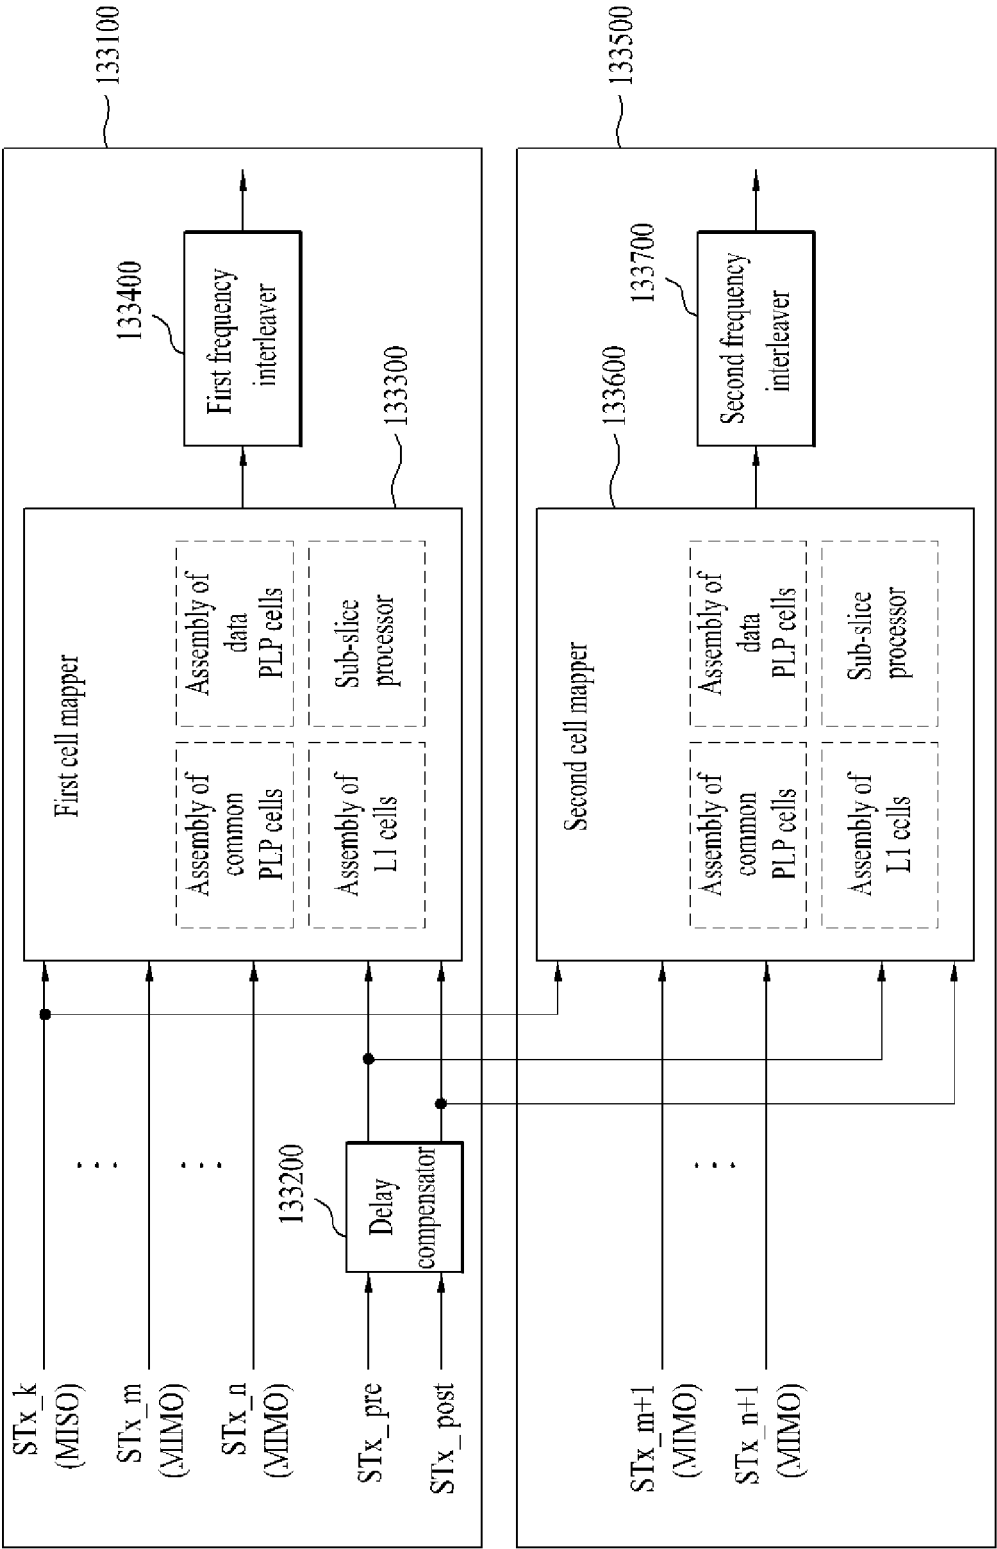 133100
STx_k
(MISO)
STx_m
(MIMO)
STx_n
(MIMO)
STx_pre
STx_post
133200
Delay
compensator
First cell mapper
Assembly of
common
PLP cells
Assembly of
data
PLP cells
Assembly of
L1 cells
Sub-slice
processor
133300
133400
First frequency
interleaver
133500
STx_m+1
(MIMO)
STx_n+1
(MIMO)
133600
Second cell mapper
Assembly of
common
PLP cells
Assembly of
data
PLP cells
Assembly of
L1 cells
Sub-slice
processor
133700
Second frequency
interleaver